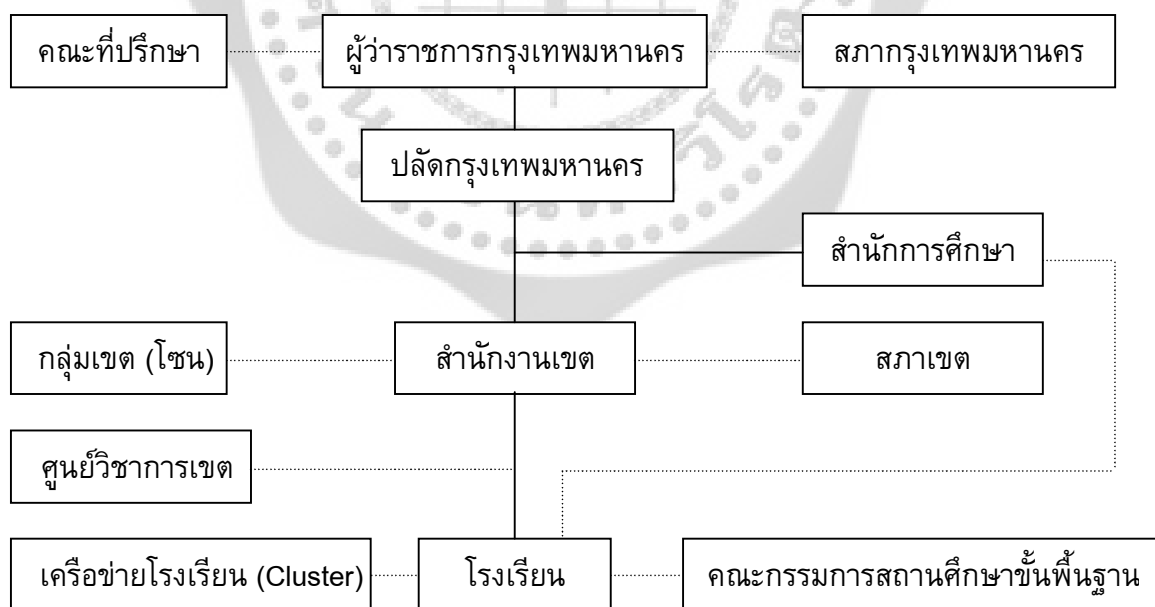 คณะที่ปรึกษา
ผู้ว่าราชการกรุงเทพมหานคร
สภากรุงเทพมหานคร
ปลัดกรุงเทพมหานคร
สำนักการศึกษา
กลุ่มเขต (โซน)
สำนักงานเขต
สภาเขต
ศูนย์วิชาการเขต
เครือข่ายโรงเรียน (Cluster)
โรงเรียน
คณะกรรมการสถานศึกษาขั้นพื้นฐาน